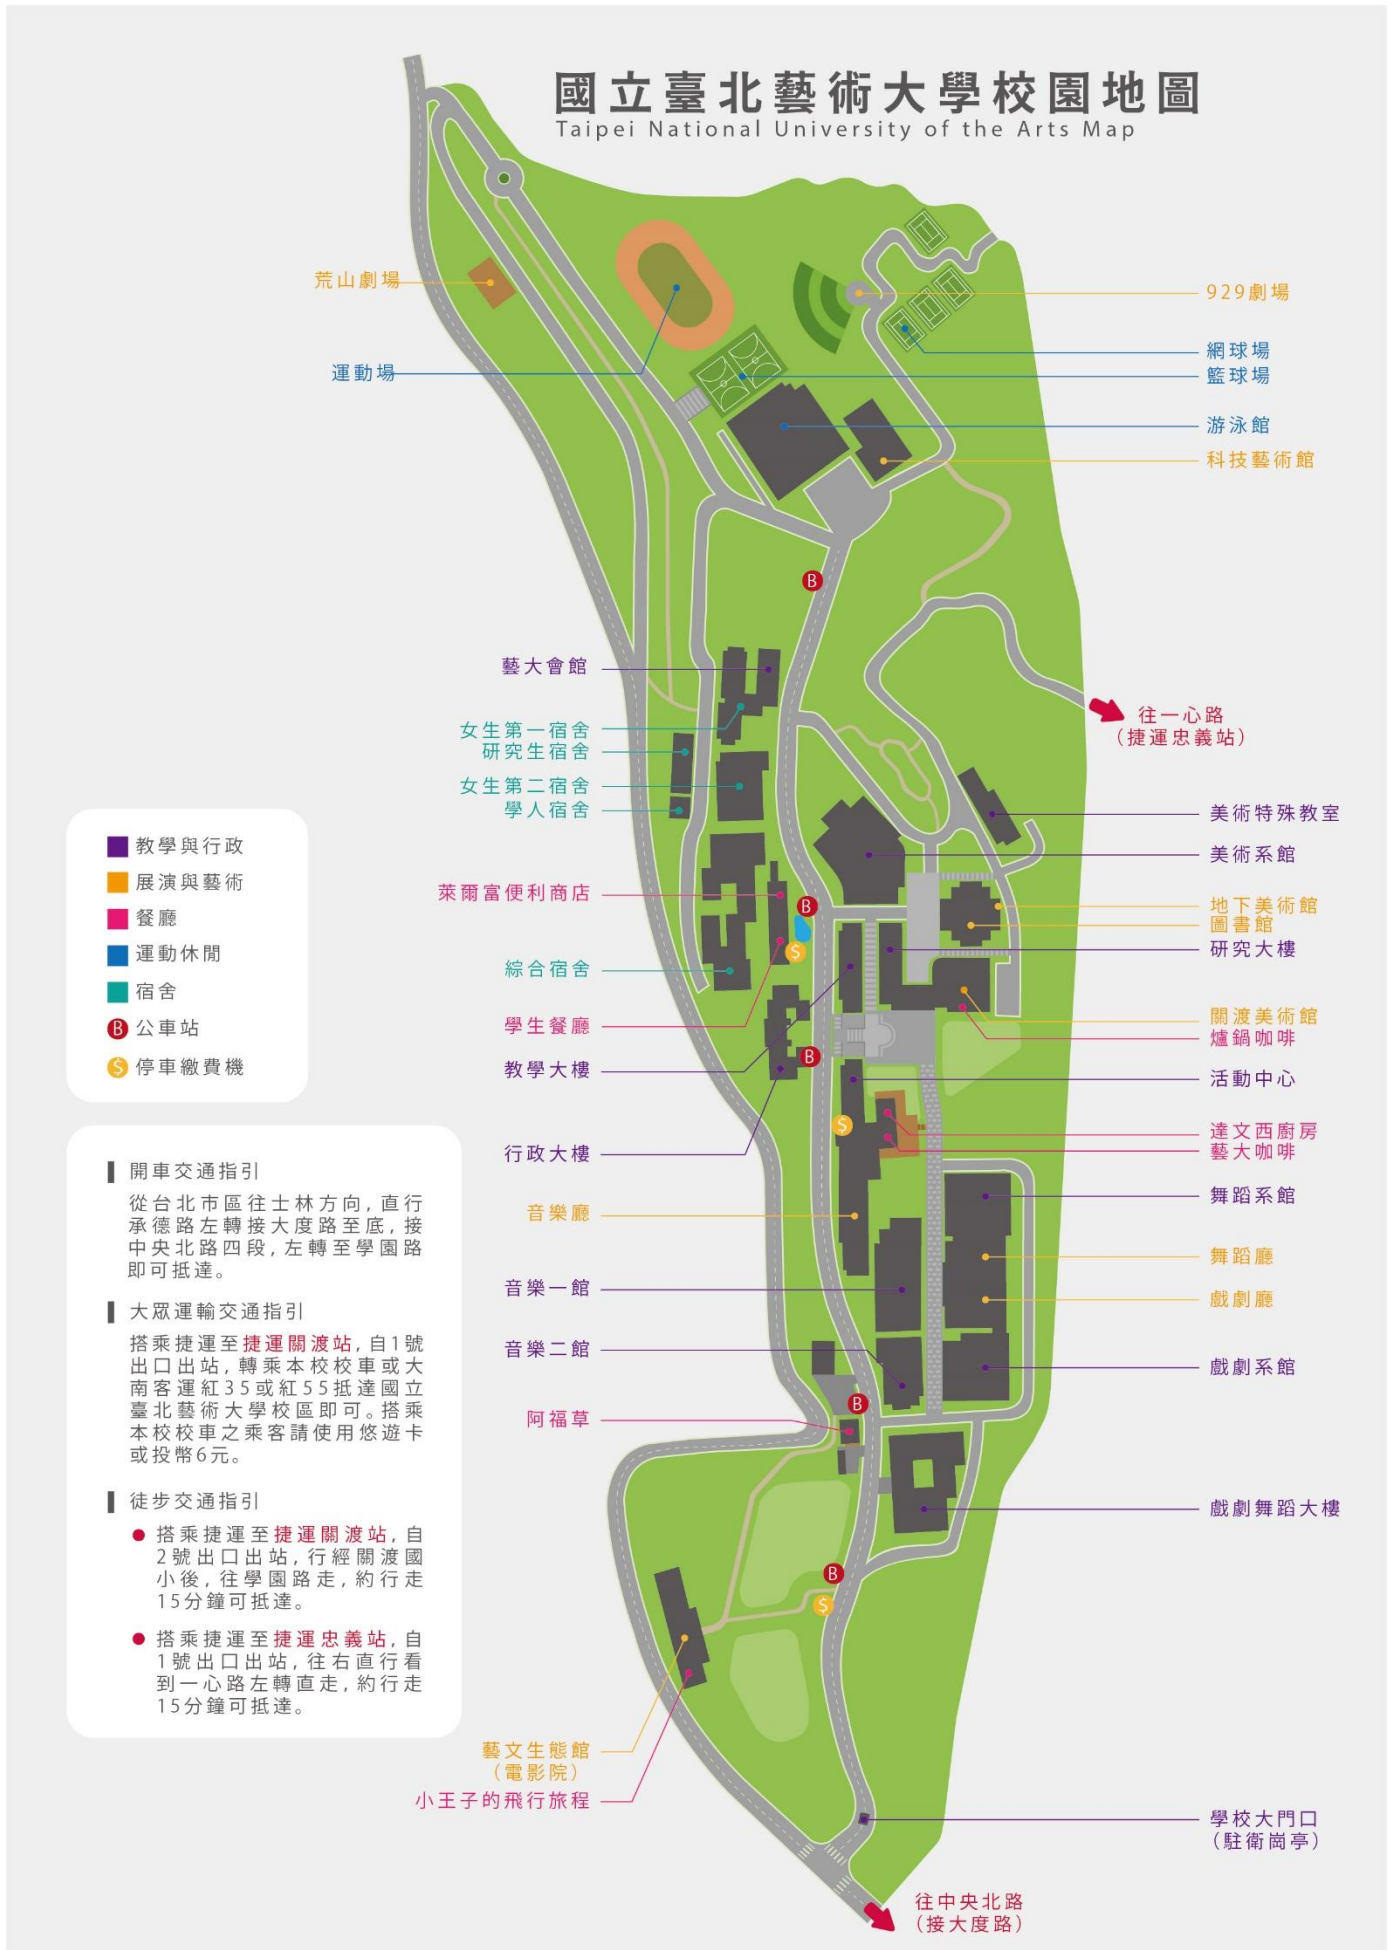 國立臺北藝術大學校園地圖
Taipei National University of the Arts Map
荒山劇場
運動場
929劇場
網球場
籃球場
游泳館
科技藝術館
B
藝大會館
女生第一宿舍
研究生宿舍
女生第二宿舍
學人宿舍
萊爾富便利商店
綜合宿舍
學生餐廳
教學大樓
行政大樓
音樂廳
音樂一館
音樂二館
阿福草
往一心路
（捷運忠義站）
美術特殊教室
美術系館
地下美術館
圖書館
研究大樓
關渡美術館
爐鍋咖啡
活動中心
達文西廚房
藝大咖啡
舞蹈系館
舞蹈廳
戲劇廳
戲劇系館
戲劇舞蹈大樓
B
$
B
$
B
B
$
教學與行政
展演與藝術
餐廳
運動休閒
宿舍
B 公車站
$ 停車繳費機
開車交通指引
從台北市區往士林方向，直行
承德路左轉接大度路至底，接
中央北路四段，左轉至學園路
即可抵達。
大眾運輸交通指引
搭乘捷運至捷運關渡站，自1號
出口出站，轉乘本校校車或大
南客運紅35或紅55抵達國立
臺北藝術大學校區即可。搭乘
本校校車之乘客請使用悠遊卡
或投幣6元。
徒步交通指引
搭乘捷運至捷運關渡站，自
2號出口出站，行經關渡國
小後，往學園路走，約行走
15分鐘可抵達。
搭乘捷運至捷運忠義站，自
1號出口出站，往右直行看
到一心路左轉直走，約行走
15分鐘可抵達。
藝文生態館
（電影院）
小王子的飛行旅程
學校大門口
（駐衛崗亭）
往中央北路
（接大度路）